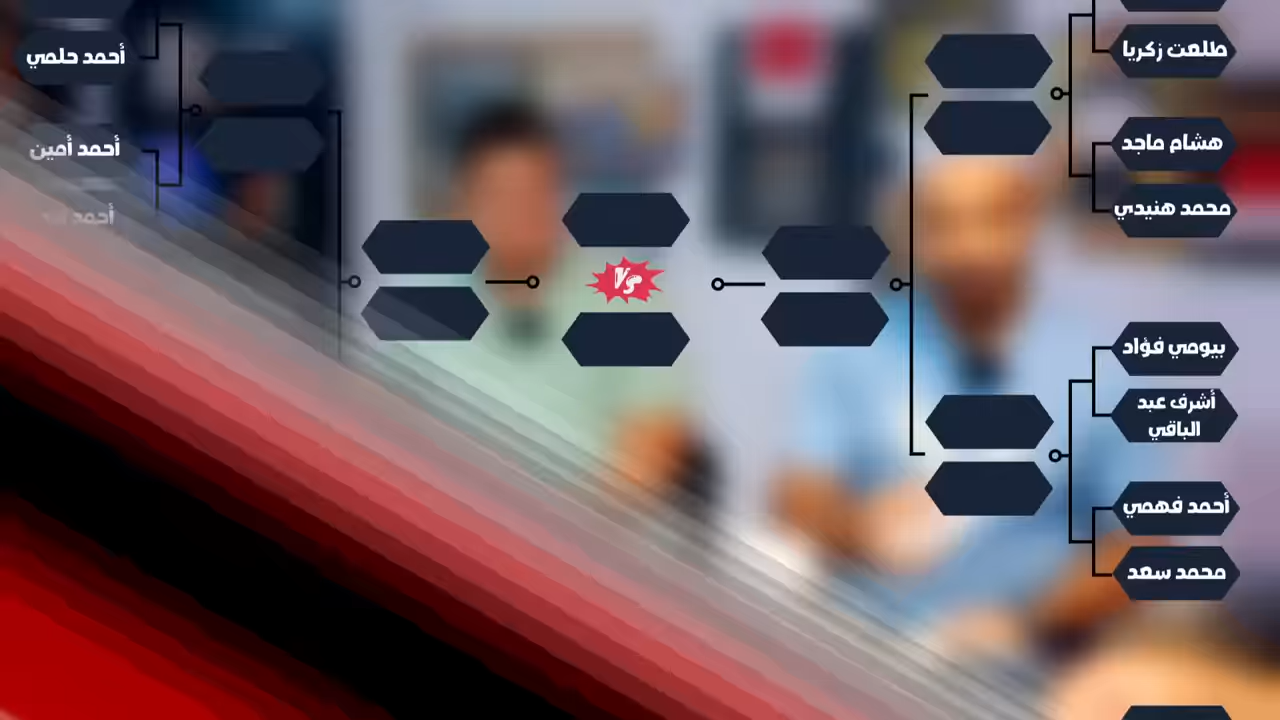 طلعت زكريا
هشام ماجد
محمد هنيدي
بيومي فؤاد
أشرف عبد
الباقي
أحمد فهمي
محمد سعد
VS
أحمد حلمي
أحمد أمين
أحمد